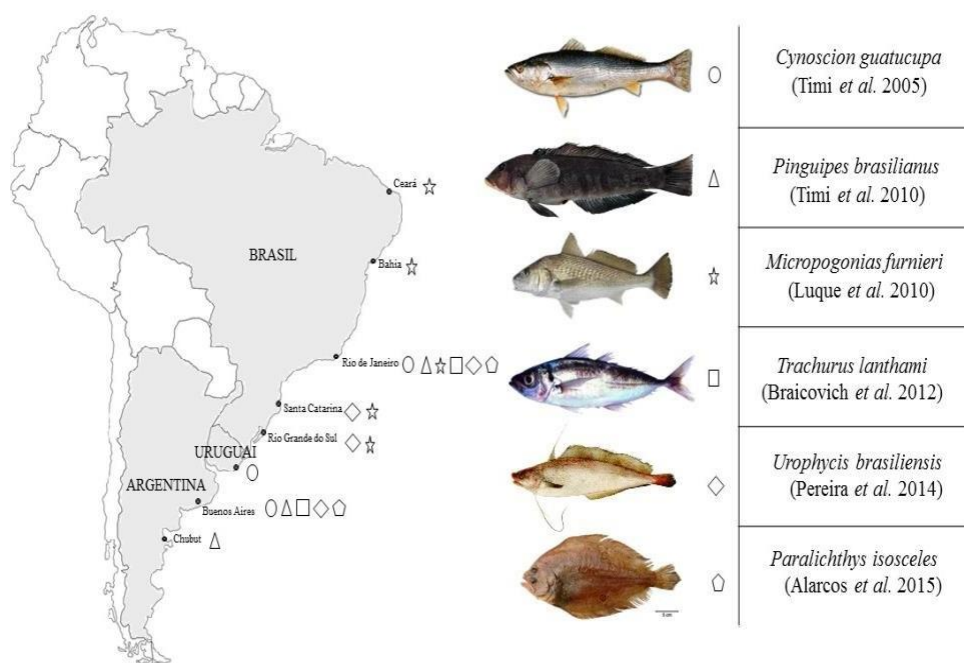 Ceará
BRASIL
Bahia
Rio de Janeiro
Santa Catarina
Rio Grande do Sul
URUGUAI
ARGENTINA
Buenos Aires
Chubut
Cynoscion guatucupa
(Timi et al. 2005)
Pinguipes brasilianus
(Timi et al. 2010)
Micropogonias furnieri
(Luque et al. 2010)
Trachurus lanthami
(Braicovich et al. 2012)
Urophycis brasiliensis
(Pereira et al. 2014)
Paralichthys isosceles
(Alarcos et al. 2015)